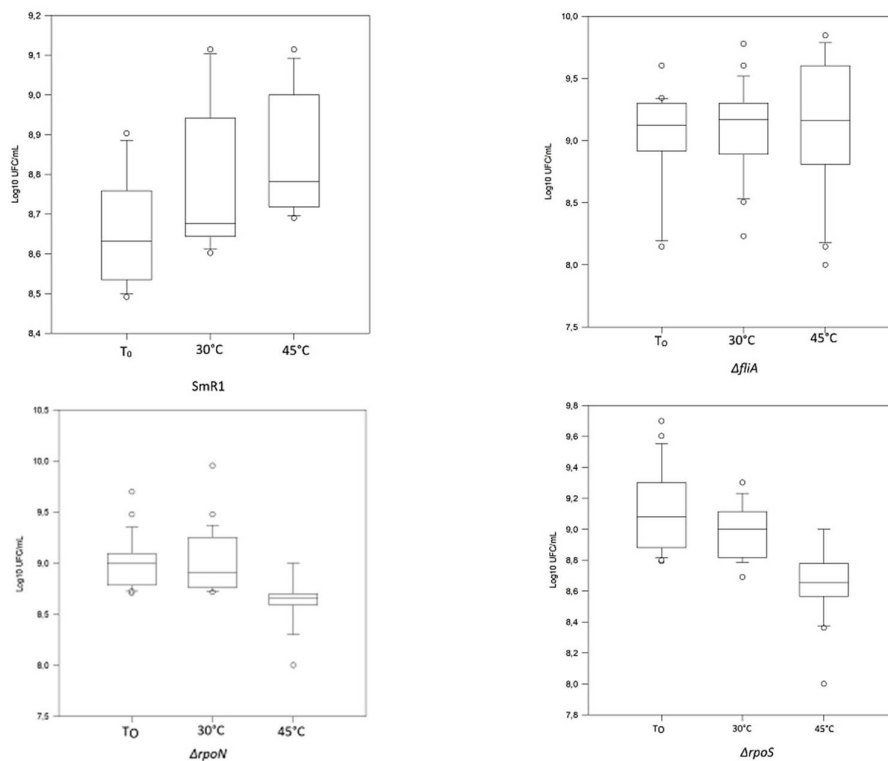 9,2
9,1
9,0
8,9
8,8
8,7
8,6
8,5
8,4
Log10 UFC/mL
T₀ 30°C 45°C
SmR1
10,0
9,5
9,0
8,5
8,0
7,5
Log10 UFC/mL
TO 30°C 45°C
ΔfliA
10,5
10,0
9,5
9,0
8,5
8,0
7,5
Log10 UFC/mL
TO 30°C 45°C
ΔrpoN
9,8
9,6
9,4
9,2
9,0
8,8
8,6
8,4
8,2
8,0
7,8
Log10 UFC/mL
TO 30°C 45°C
ΔrpoS